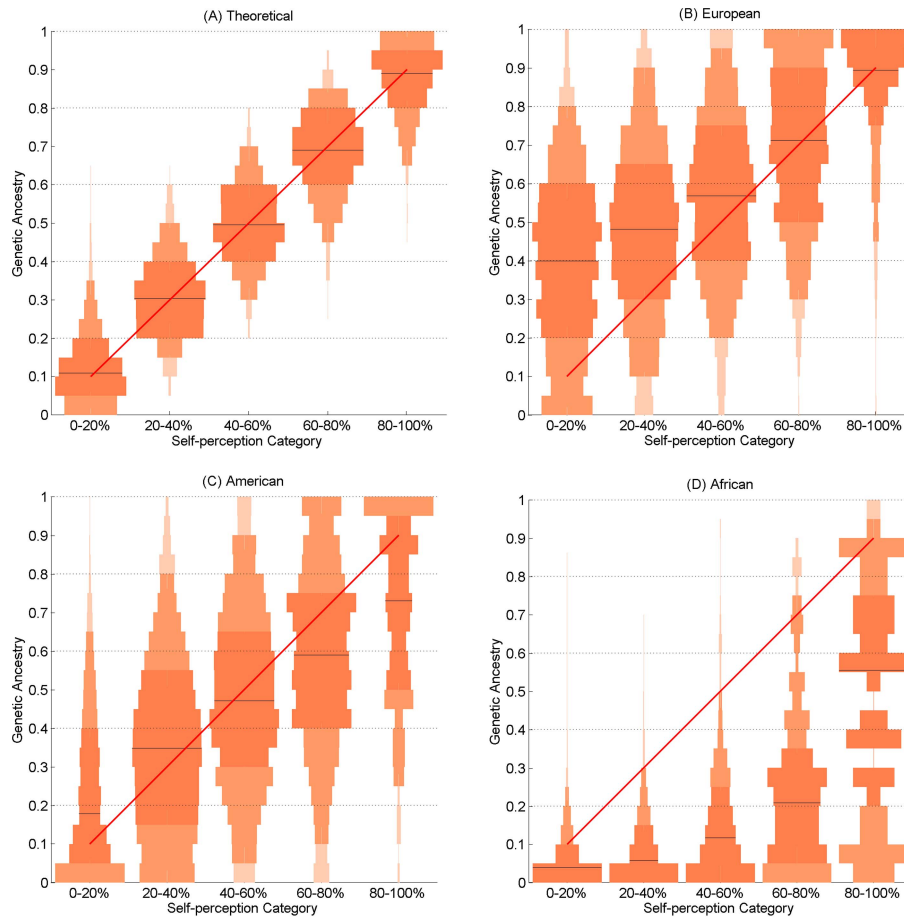 (A) Theoretical
1
0.9
0.8
0.7
0.6
0.5
0.4
0.3
0.2
0.1
0
Genetic Ancestry
0-20% 20-40% 40-60% 60-80% 80-100%
Self-perception Category
(B) European
1
0.9
0.8
0.7
0.6
0.5
0.4
0.3
0.2
0.1
0
Genetic Ancestry
0-20% 20-40% 40-60% 60-80% 80-100%
Self-perception Category
(C) American
1
0.9
0.8
0.7
0.6
0.5
0.4
0.3
0.2
0.1
0
Genetic Ancestry
0-20% 20-40% 40-60% 60-80% 80-100%
Self-perception Category
(D) African
1
0.9
0.8
0.7
0.6
0.5
0.4
0.3
0.2
0.1
0
Genetic Ancestry
0-20% 20-40% 40-60% 60-80% 80-100%
Self-perception Category